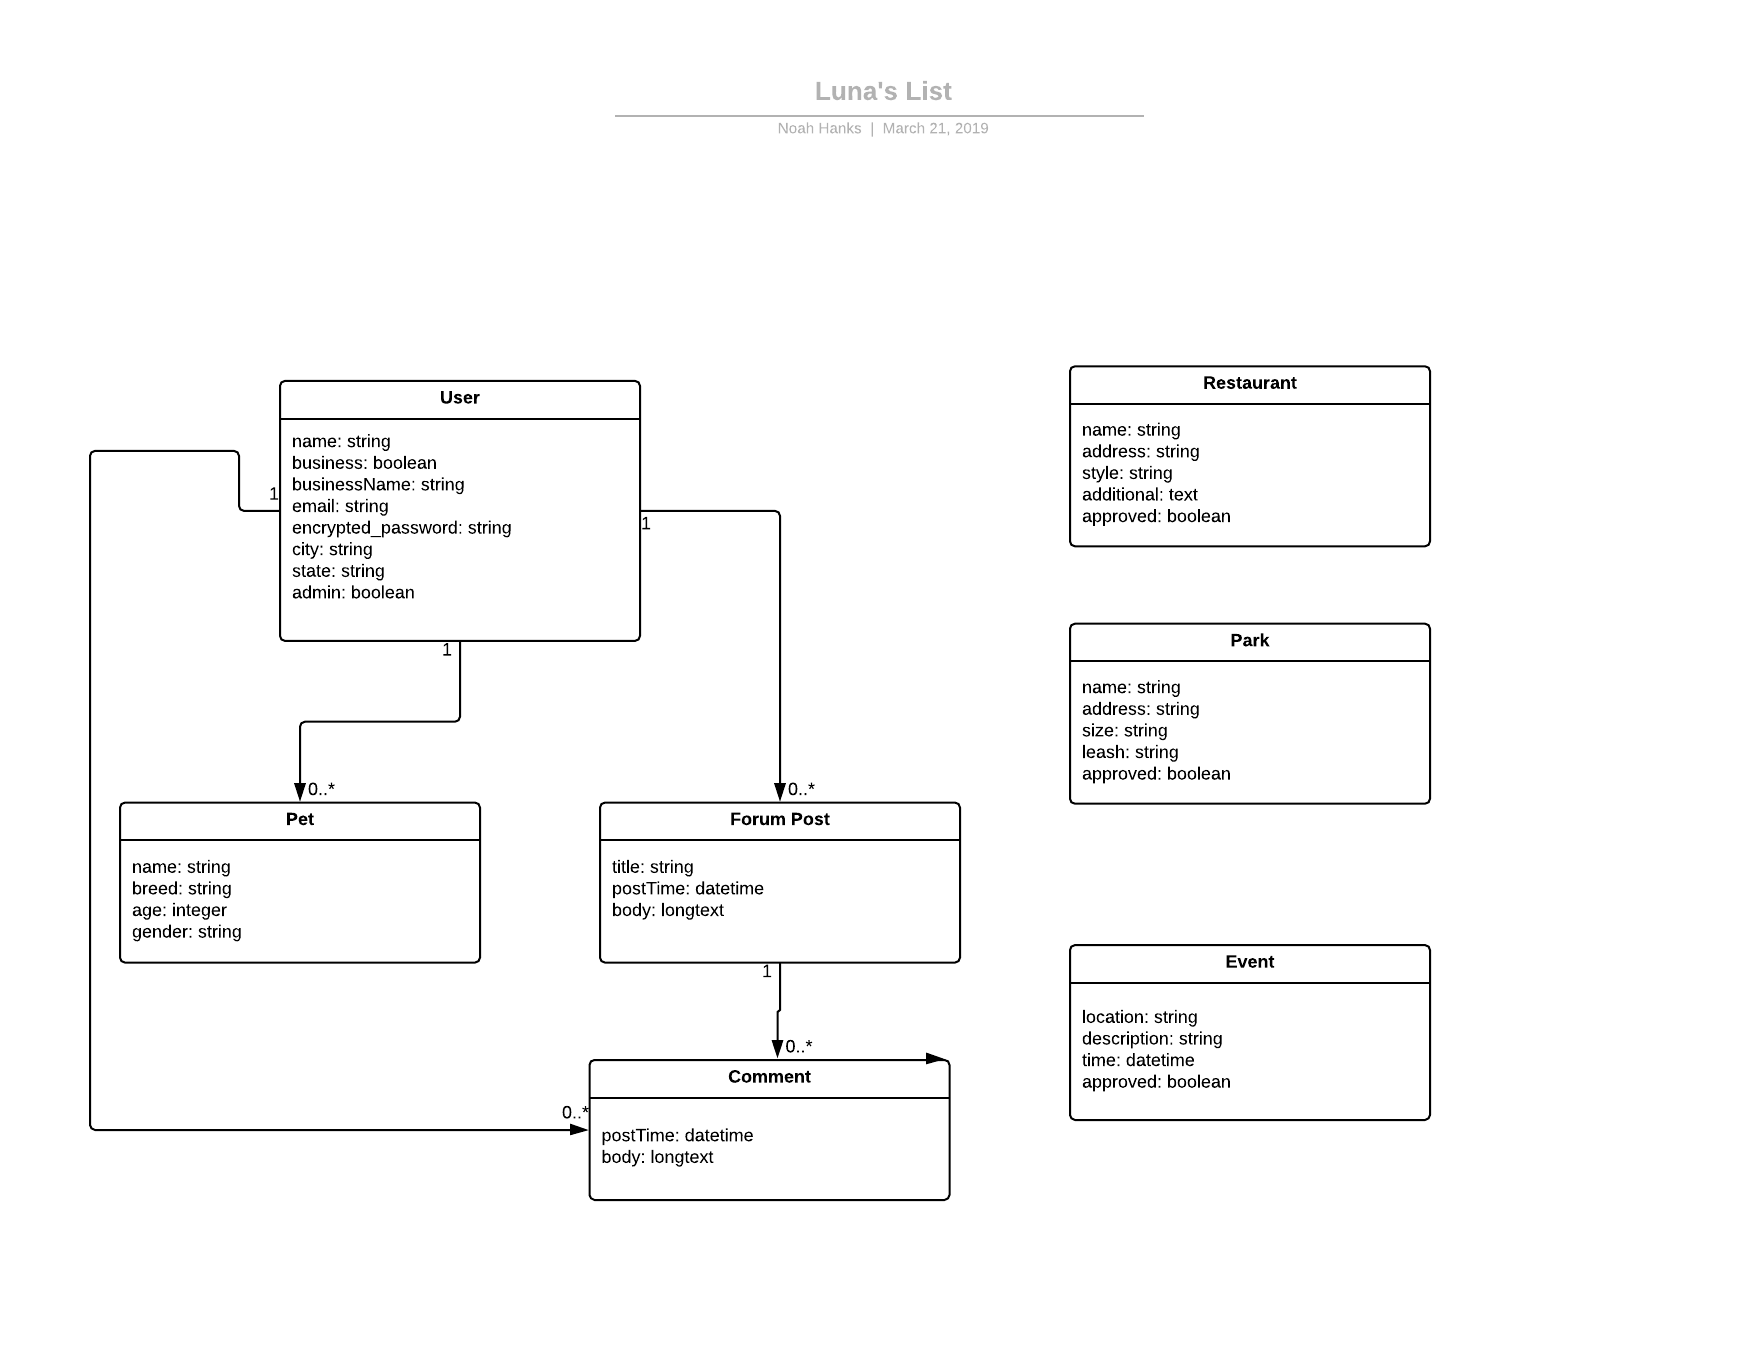 Luna's List
Noah Hanks | March 21, 2019
User
name: string
business: boolean
businessName: string
email: string
encrypted_password: string
city: string
state: string
admin: boolean
1
1
1
0..*
Pet
name: string
breed: string
age: integer
gender: string
0..*
Forum Post
title: string
postTime: datetime
body: longtext
1
0..*
0..*
Comment
postTime: datetime
body: longtext
Restaurant
name: string
address: string
style: string
additional: text
approved: boolean
Park
name: string
address: string
size: string
leash: string
approved: boolean
Event
location: string
description: string
time: datetime
approved: boolean